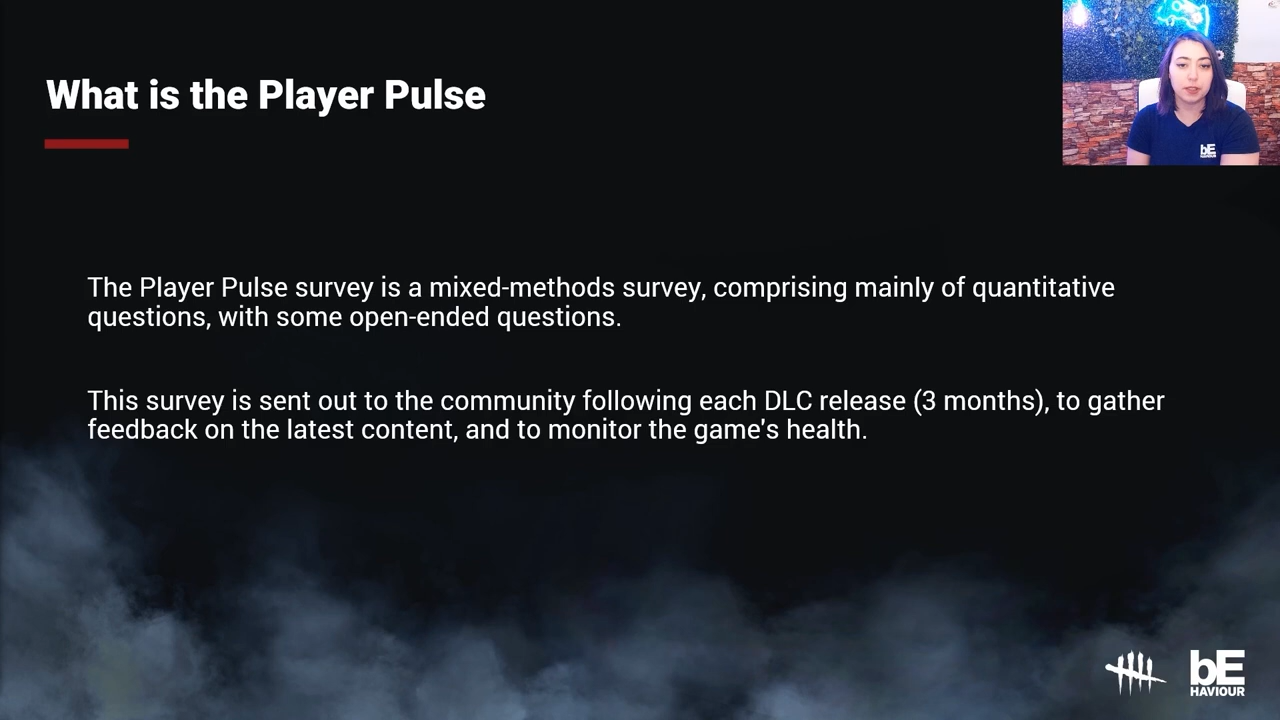 What is the Player Pulse
The Player Pulse survey is a mixed-methods survey, comprising mainly of quantitative
questions, with some open-ended questions.
This survey is sent out to the community following each DLC release (3 months), to gather
feedback on the latest content, and to monitor the game's health.
bE
HAVIOUR
bE
HAVIOUR